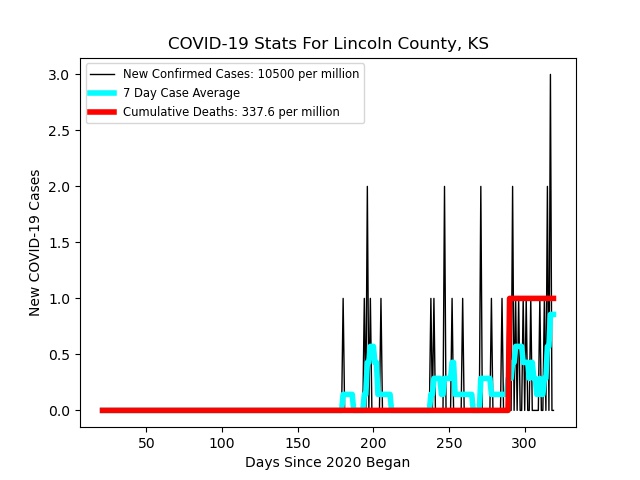 COVID-19 Stats For Lincoln County, KS
New Confirmed Cases: 10500 per million
7 Day Case Average
Cumulative Deaths: 337.6 per million
New COVID-19 Cases
3.0
2.5
2.0
1.5
1.0
0.5
0.0
50 100 150 200 250 300
Days Since 2020 Began